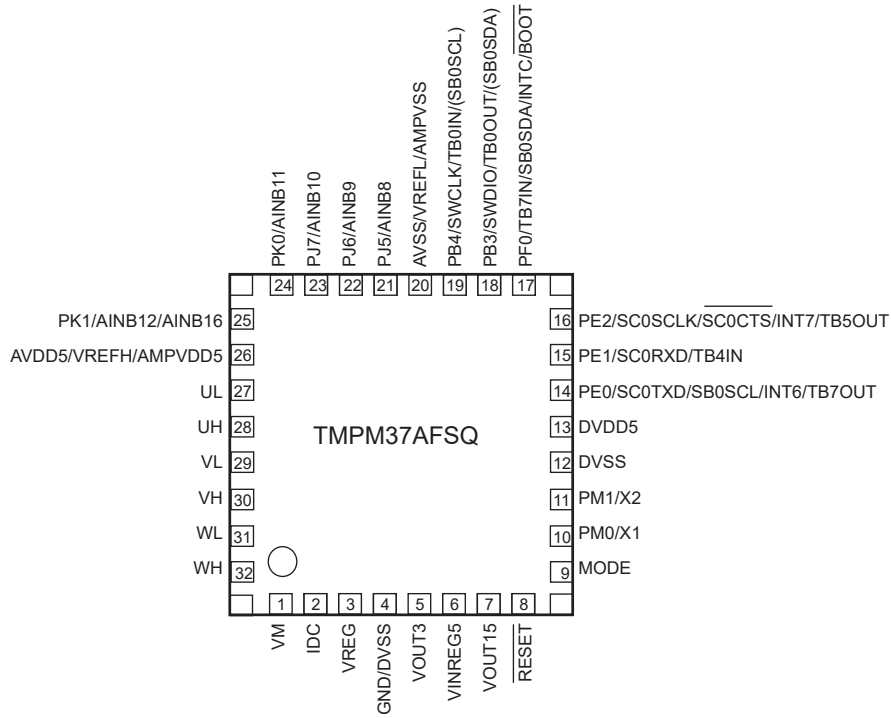 PK0/AINB11
PJ7/AINB10
PJ6/AINB9
PJ5/AINB8
AVSS/VREFL/AMPVSS
PB4/SWCLK/TB0IN/(SB0SCL)
PB3/SWDIO/TB0OUT/(SB0SDA)
PF0/TB7IN/SB0SDA/INTC/BOOT
24
23
22
21
20
19
18
17
PK1/AINB12/AINB16
25
AVDD5/VREFH/AMPVDD5
26
UL
27
UH
28
VL
29
VH
30
WL
31
WH
32
TMPM37AFSQ
16
PE2/SC0SCLK/SC0CTS/INT7/TB5OUT
15
PE1/SC0RXD/TB4IN
14
PE0/SC0TXD/SB0SCL/INT6/TB7OUT
13
DVDD5
12
DVSS
11
PM1/X2
10
PM0/X1
9
MODE
1
2
3
4
5
6
7
8
VM
IDC
VREG
GND/DVSS
VOUT3
VINREG5
VOUT15
RESET